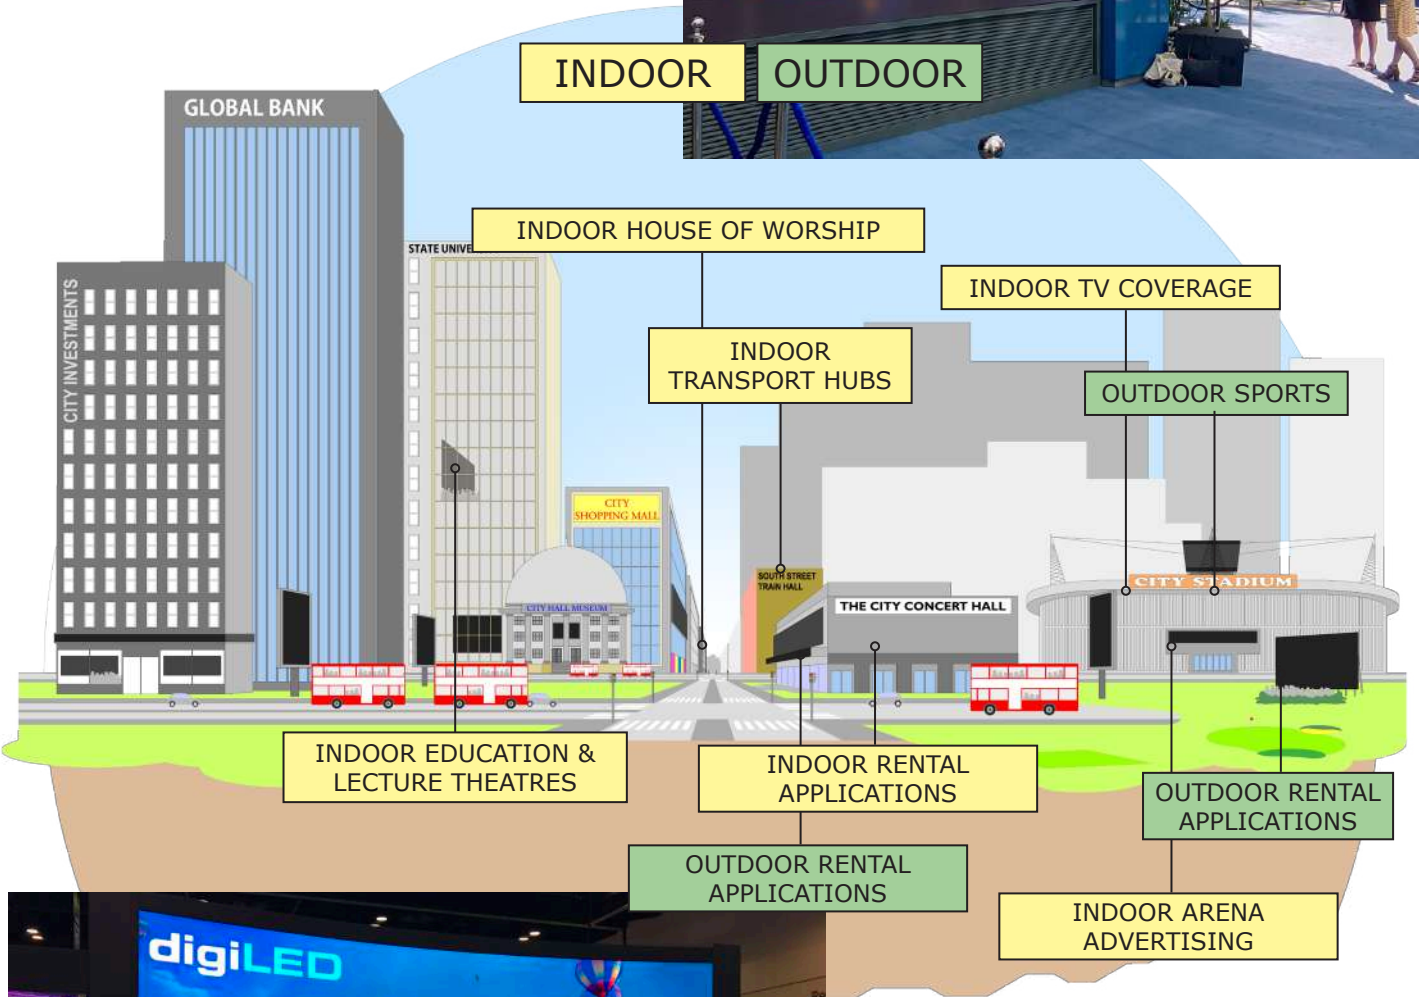 INDOOR
OUTDOOR
GLOBAL BANK
INDOOR HOUSE OF WORSHIP
STATE UNIVE
INDOOR TV COVERAGE
CITY INVESTMENTS
INDOOR
TRANSPORT HUBS
OUTDOOR SPORTS
CITY
SHOPPING MALL
SOUTH STREET
TRAIN HALL
CITY STADIUM
CITY HALL MUSEUM
THE CITY CONCERT HALL
INDOOR EDUCATION &
LECTURE THEATRES
INDOOR RENTAL
APPLICATIONS
OUTDOOR RENTAL
APPLICATIONS
OUTDOOR RENTAL
APPLICATIONS
INDOOR ARENA
ADVERTISING
digiLED